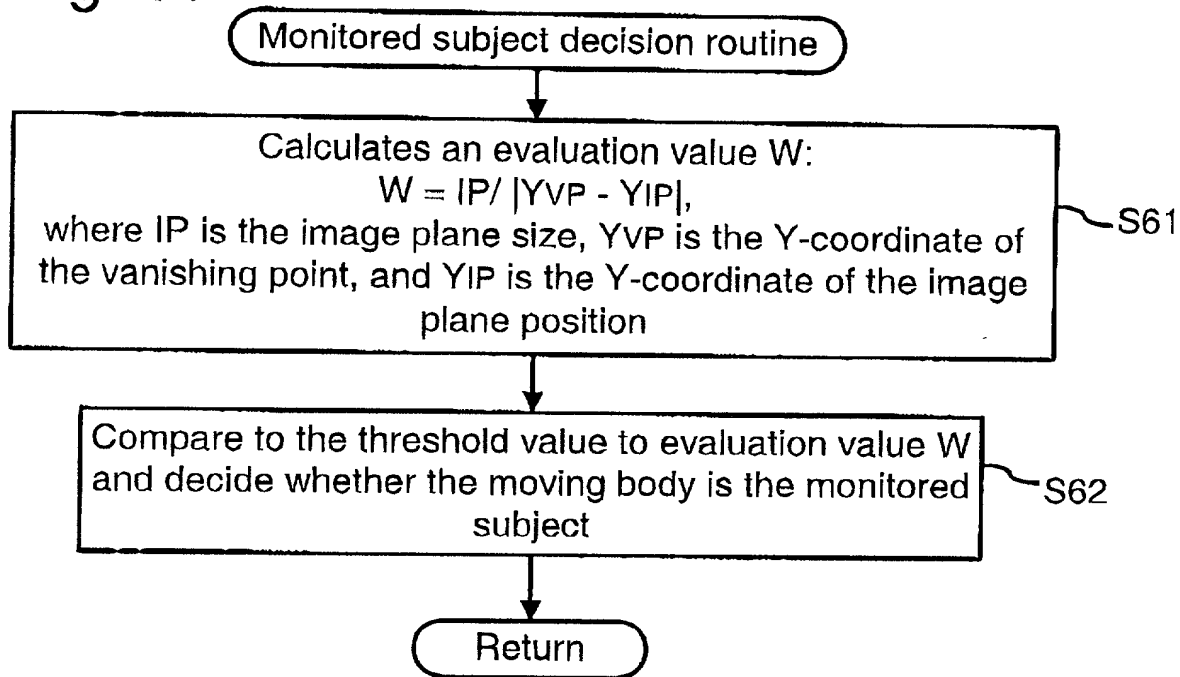 Monitored subject decision routine
Calculates an evaluation value W:
W = IP/ |YVP - YIP|,
where IP is the image plane size, YVP is the Y-coordinate of
the vanishing point, and YIP is the Y-coordinate of the image
plane position
S61
Compare to the threshold value to evaluation value W
and decide whether the moving body is the monitored
subject
S62
Return